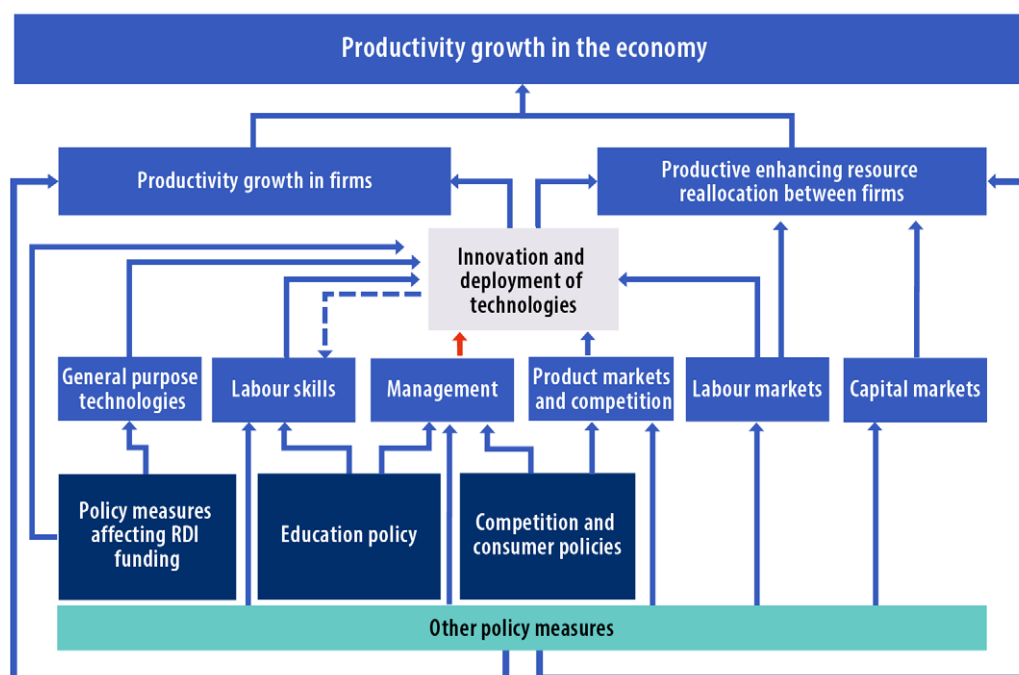 Productivity growth in the economy
Productivity growth in firms
Productive enhancing resource
reallocation between firms
Innovation and
deployment of
technologies
General purpose
technologies
Labour skills
Management
Product markets
and competition
Labour markets
Capital markets
Policy measures
affecting RDI
funding
Education policy
Competition and
consumer policies
Other policy measures